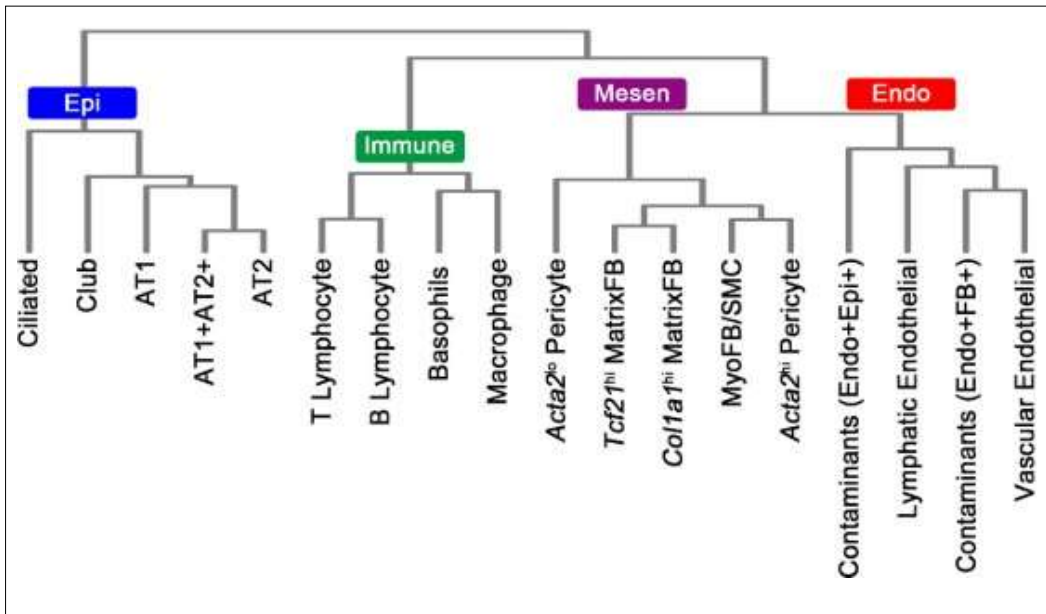 Epi
Immune
Mesen
Endo
Ciliated
Club
AT1
AT1+AT2+
AT2
T Lymphocyte
B Lymphocyte
Basophils
Macrophage
Acta2lo Pericyte
Tcf21hi MatrixFB
Col1a1hi MatrixFB
MyoFB/SMC
Acta2hi Pericyte
Contaminants (Endo+Epi+)
Lymphatic Endothelial
Contaminants (Endo+FB+)
Vascular Endothelial